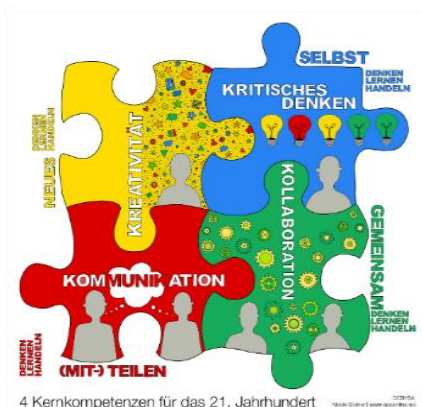 NEUES
DENKEN
LERNEN
HANDELN
KREATIVITÄT
SELBST
DENKEN
LERNEN
HANDELN
KRITISCHES
DENKEN
KOMMUNIKATION
(MIT-) TEILEN
DENKEN
LERNEN
HANDELN
KOLLABORATION
GEMEINSAM
DENKEN
LERNEN
HANDELN
4 Kernkompetenzen für das 21. Jahrhundert